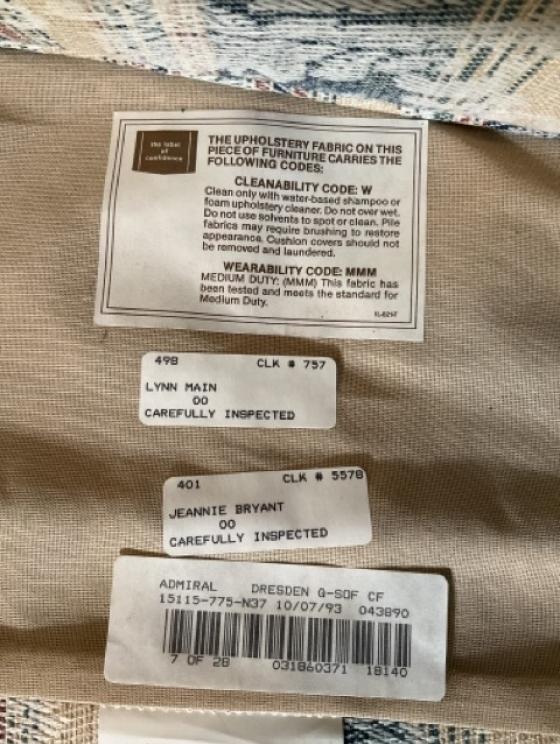 the label
of
confidence
THE UPHOLSTERY FABRIC ON THIS
PIECE OF FURNITURE CARRIES THE
FOLLOWING CODES:
CLEANABILITY CODE: W
Clean only with water-based shampoo or
foam upholstery cleaner. Do not over wet.
Do not use solvents to spot or clean. Pile
fabrics may require brushing to restore
appearance. Cushion covers should not
be removed and laundered.
WEARABILITY CODE: MMM
MEDIUM DUTY: (MMM) This fabric has
been tested and meets the standard for
Medium Duty.
498 CLK # 757
LYNN MAIN
00
CAREFULLY INSPECTED
401 CLK # 5578
JEANNIE BRYANT
00
CAREFULLY INSPECTED
ADMIRAL DRESDEN Q-SOF CF
15115-775-N37 10/07/93 043890
7 OF 28 031860371 18140